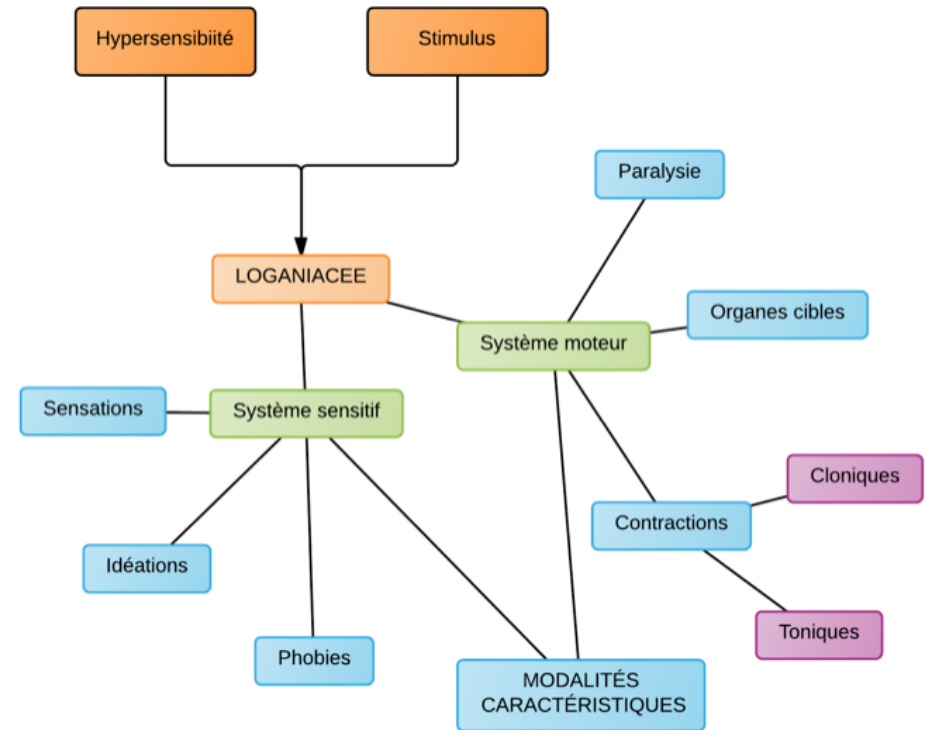 Hypersensibiité
Stimulus
Paralysie
LOGANIACEE
Organes cibles
Système moteur
Sensations
Système sensitif
Cloniques
Contractions
Idéations
Toniques
Phobies
MODALITÉS
CARACTÉRISTIQUES